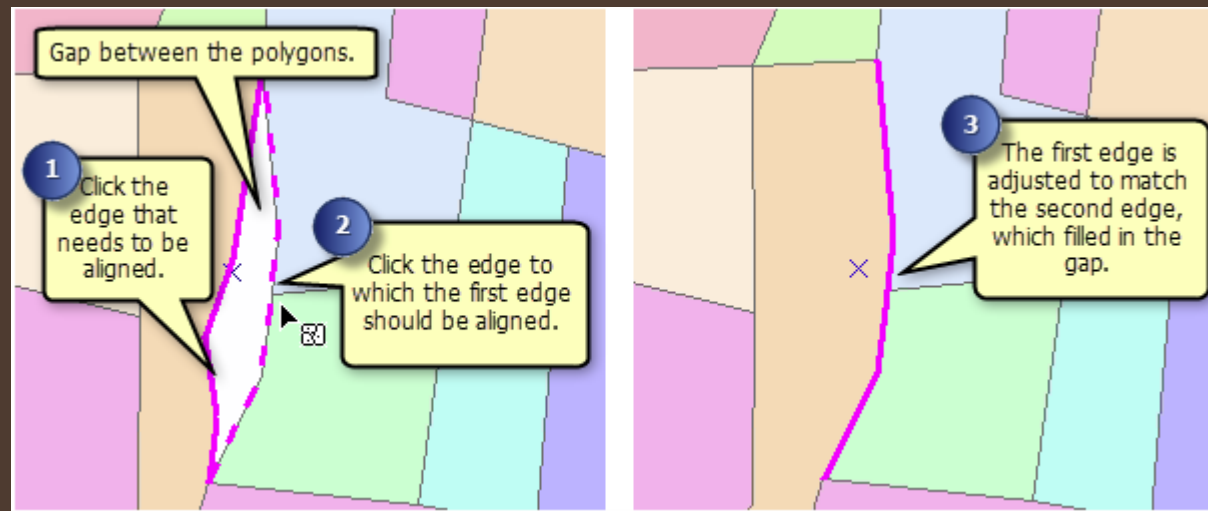 Gap between the polygons.
1
Click the
edge that
needs to be
aligned.
2
Click the edge to
which the first edge
should be aligned.
3
The first edge is
adjusted to match
the second edge,
which filled in the
gap.